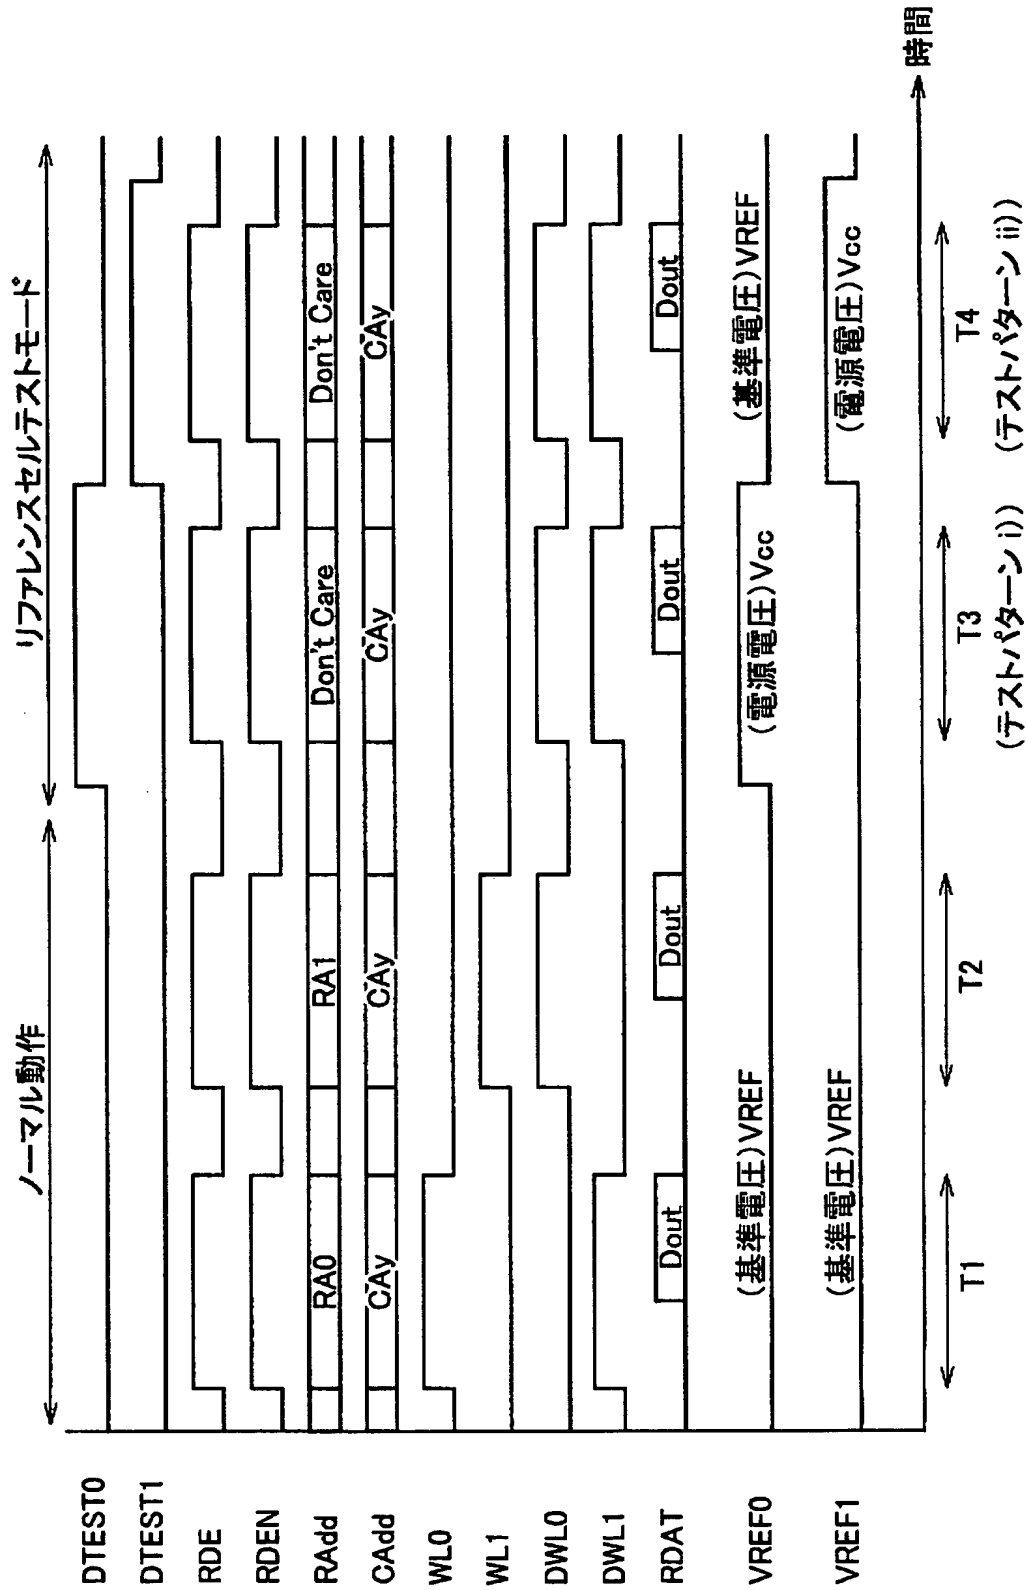 ノーマル動作
リファレンスセルテストモード
DTEST0
DTEST1
RDE
RDEN
RAdd
RA0
RA1
Don't Care
Don't Care
CAdd
CAy
CAy
CAy
CAy
WL0
WL1
DWL0
DWL1
RDAT
Dout
Dout
Dout
Dout
VREF0
(基準電圧)VREF
(電源電圧)Vcc
(基準電圧)VREF
VREF1
(基準電圧)VREF
(電源電圧)Vcc
時間
T1
T2
T3
T4
(テストパターン i))
(テストパターン ii))